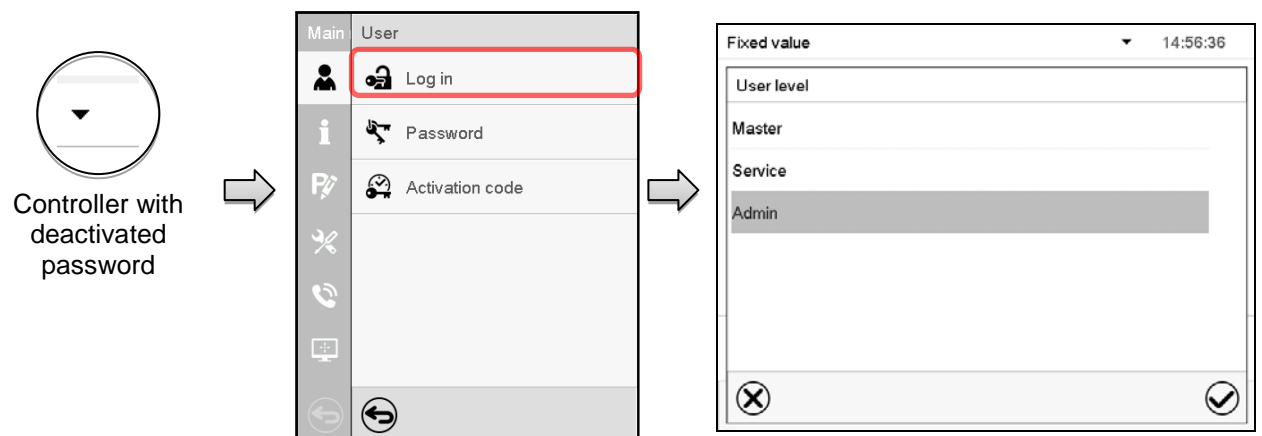 Controller with
deactivated
password
Main
User
Log in
Password
Activation code
Fixed value
14:56:36
User level
Master
Service
Admin